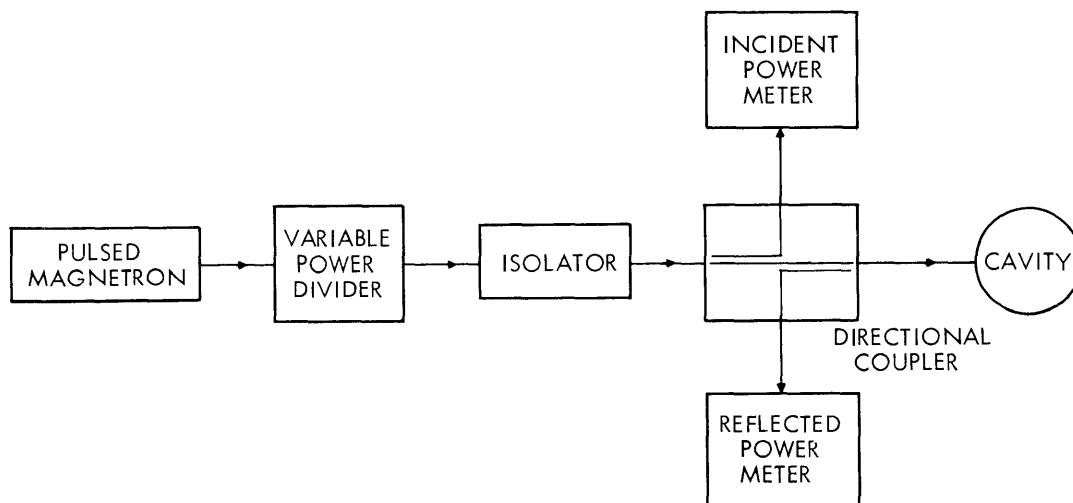 INCIDENT
POWER
METER
PULSED
MAGNETRON
VARIABLE
POWER
DIVIDER
ISOLATOR
CAVITY
DIRECTIONAL
COUPLER
REFLECTED
POWER
METER